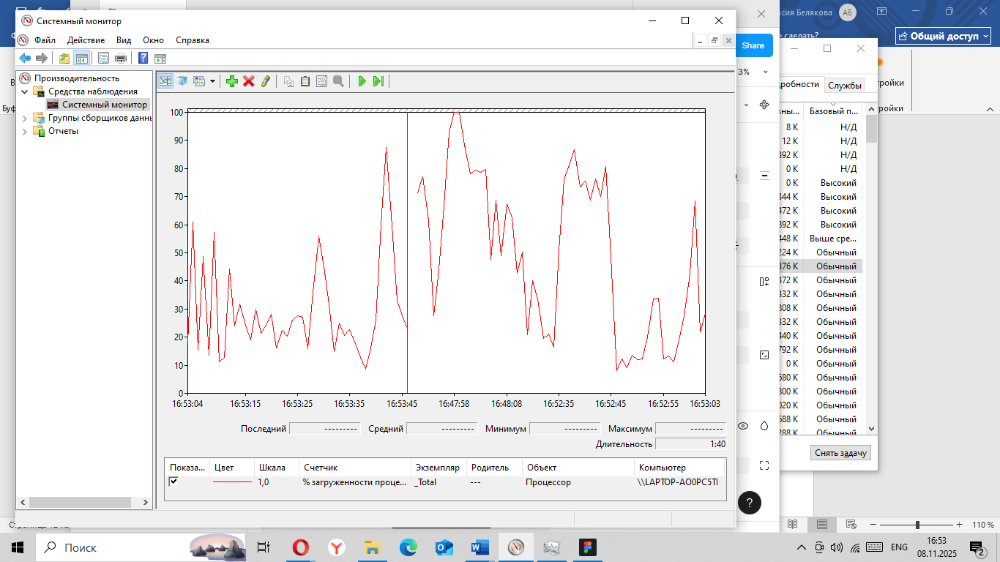 Системный монитор
Файл Действие Вид Окно Справка
Производительность
Средства наблюдения
Системный монитор
Группы сборщиков данн
Отчеты
100
90
80
70
60
50
40
30
20
10
0
16:53:04 16:53:15 16:53:25 16:53:35 16:53:45 16:47:58 16:48:08 16:52:35 16:52:45 16:52:55 16:53:03
Последний --------- Средний --------- Минимум --------- Максимум ---------
Длительность 1:40
Показа... Цвет Шкала Счетчик Экземпляр Родитель Объект Компьютер
1,0 % загруженности проце... _Total --- Процессор \\LAPTOP-AO0PC5TI
Белякова АБ
сделать?
Общий доступ
Share
3%
Службы
Базовый п...
8 K Н/Д
12 K Н/Д
392 K Н/Д
0 K Н/Д
0 K Высокий
344 K Высокий
472 K Высокий
392 K Высокий
448 K Выше сре...
224 K Обычный
376 K Обычный
372 K Обычный
332 K Обычный
308 K Обычный
332 K Обычный
440 K Обычный
792 K Обычный
0 K Обычный
580 K Обычный
300 K Обычный
020 K Обычный
588 K Обычный
288 K Обычный
Снять задачу
?
110 %
Поиск
ENG
16:53
08.11.2025
2